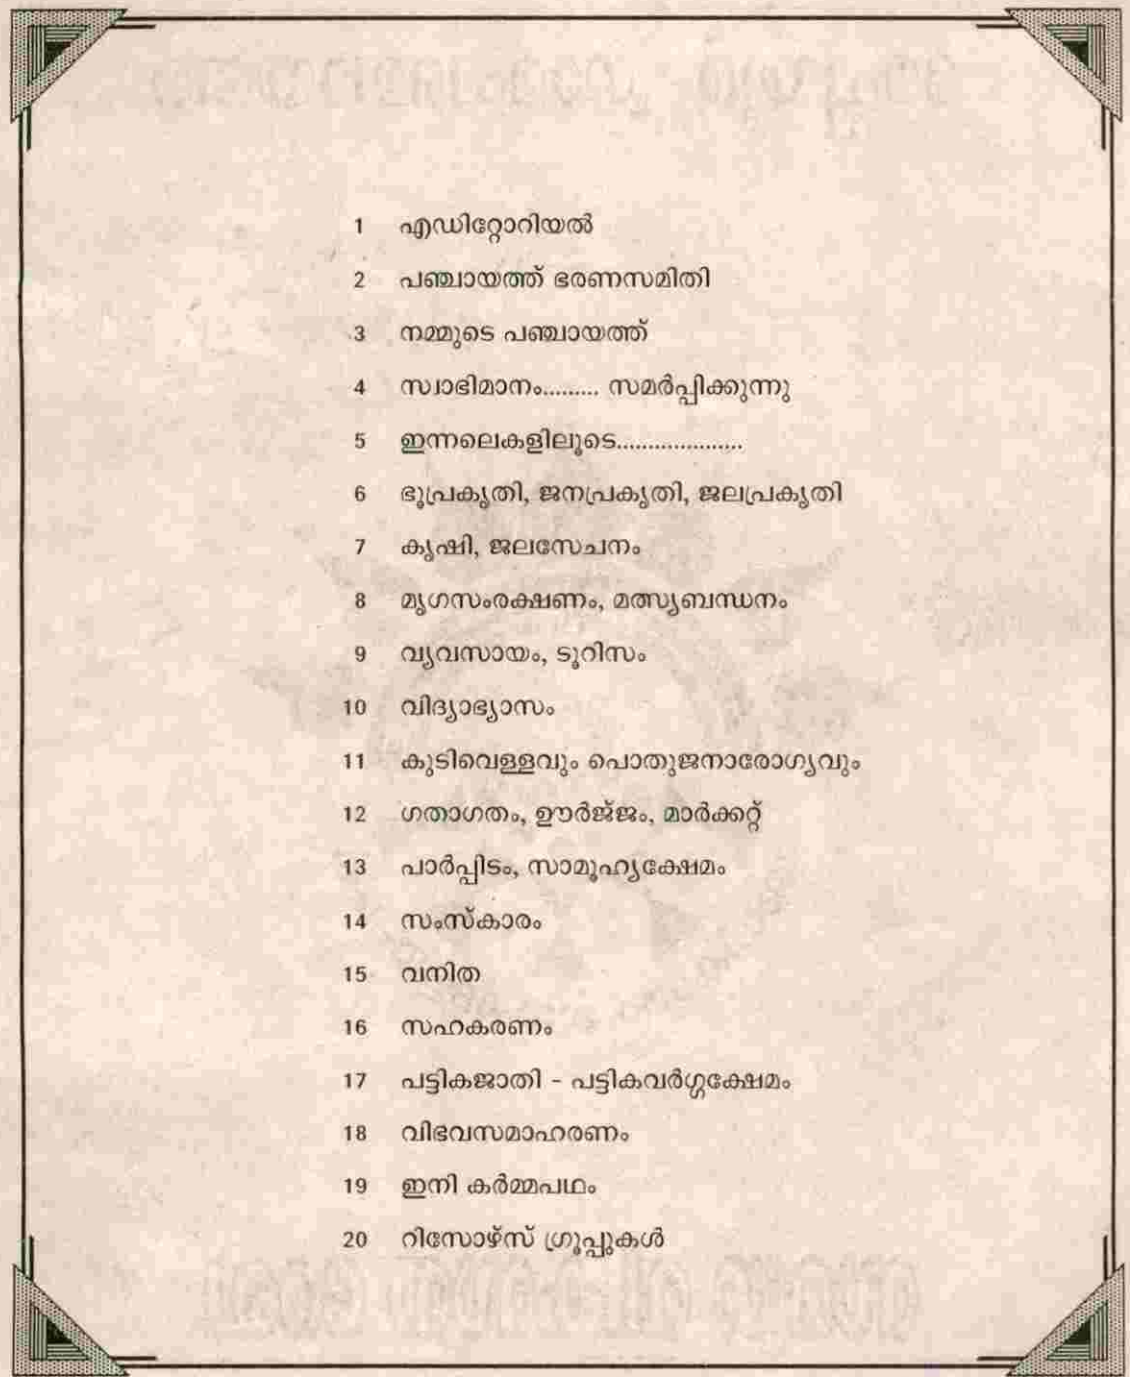 1 എഡിറ്റോറിയൽ
2 പഞ്ചായത്ത് ഭരണസമിതി
3 നമ്മുടെ പഞ്ചായത്ത്
4 സ്വാഭിമാനം......... സമർപ്പിക്കുന്നു
5 ഇന്നലെകളിലൂടെ....................
6 ഭൂപ്രകൃതി, ജനപ്രകൃതി, ജലപ്രകൃതി
7 കൃഷി, ജലസേചനം
8 മൃഗസംരക്ഷണം, മത്സ്യബന്ധനം
9 വ്യവസായം, ടൂറിസം
10 വിദ്യാഭ്യാസം
11 കുടിവെള്ളവും പൊതുജനാരോഗ്യവും
12 ഗതാഗതം, ഊർജ്ജം, മാർക്കറ്റ്
13 പാർപ്പിടം, സാമൂഹ്യക്ഷേമം
14 സംസ്കാരം
15 വനിത
16 സഹകരണം
17 പട്ടികജാതി - പട്ടികവർഗ്ഗക്ഷേമം
18 വിഭവസമാഹരണം
19 ഇനി കർമ്മപഥം
20 റിസോഴ്സ് ഗ്രൂപ്പുകൾ